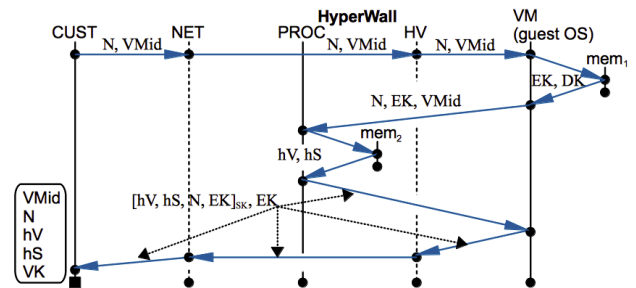 HyperWall
CUST NET PROC HV VM
(guest OS)
N, VMid N, VMid N, VMid
mem1
EK, DK
N, EK, VMid
mem2
hV, hS
[hV, hS, N, EK]SK, EK
VMid
N
hV
hS
VK